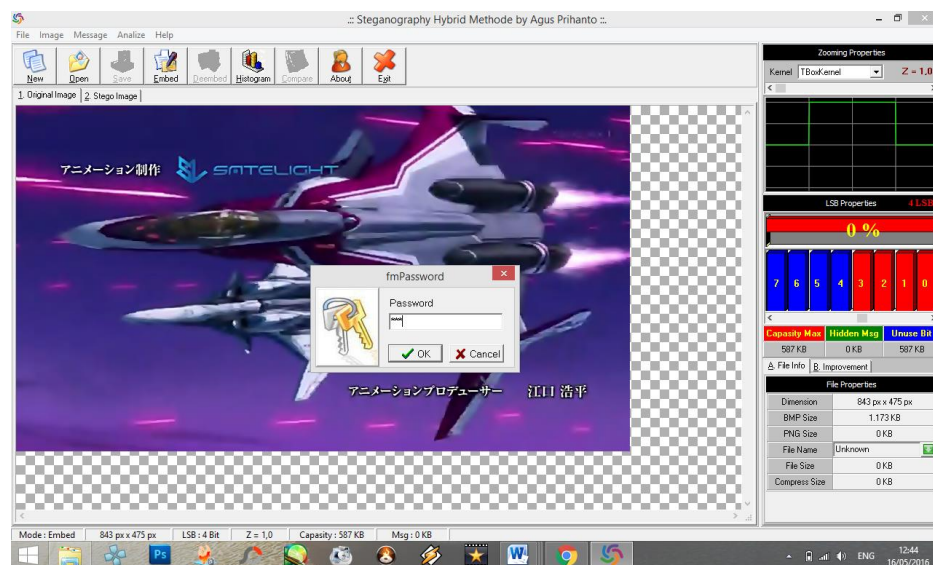 .:: Steganography Hybrid Methode by Agus Prihanto ::.
File Image Message Analize Help
New Open Save Embed Deembed Histogram Compare About Exit
1. Original Image 2. Stego Image
アニメーション制作 SATELIGHT
アニメーションプロデューサー 江口 浩平
fmPassword
Password
***
OK Cancel
Zooming Properties
Kernel TBoxKernel Z = 1,0
LSB Properties 4 LSB
0 %
7 6 5 4 3 2 1 0
Capasity Max Hidden Msg Unuse Bit
587 KB 0 KB 587 KB
A. File Info B. Improvement
File Properties
Dimension 843 px x 475 px
BMP Size 1.173 KB
PNG Size 0 KB
File Name Unknown
File Size 0 KB
Compress Size 0 KB
Mode : Embed 843 px x 475 px LSB : 4 Bit Z = 1,0 Capasity : 587 KB Msg : 0 KB
Ps W ENG 12:44
16/05/2016